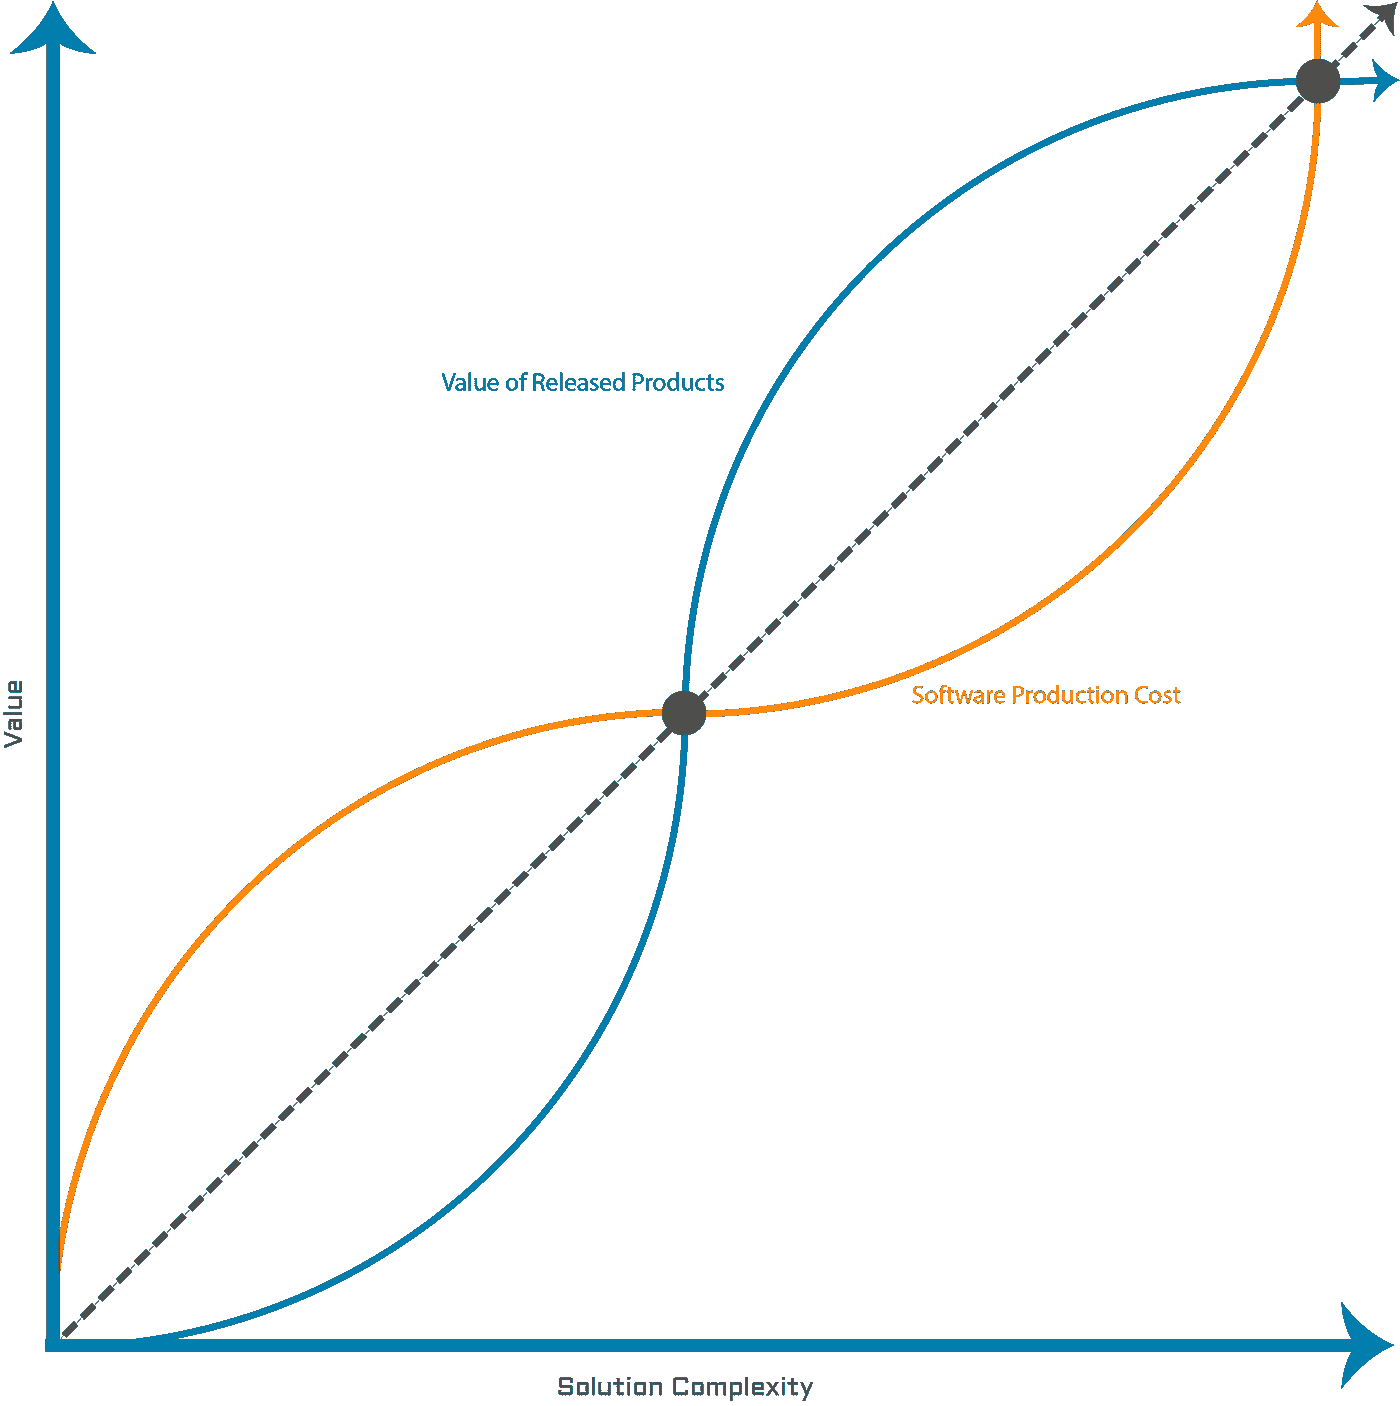 Value of Released Products
Software Production Cost
Value
Solution Complexity